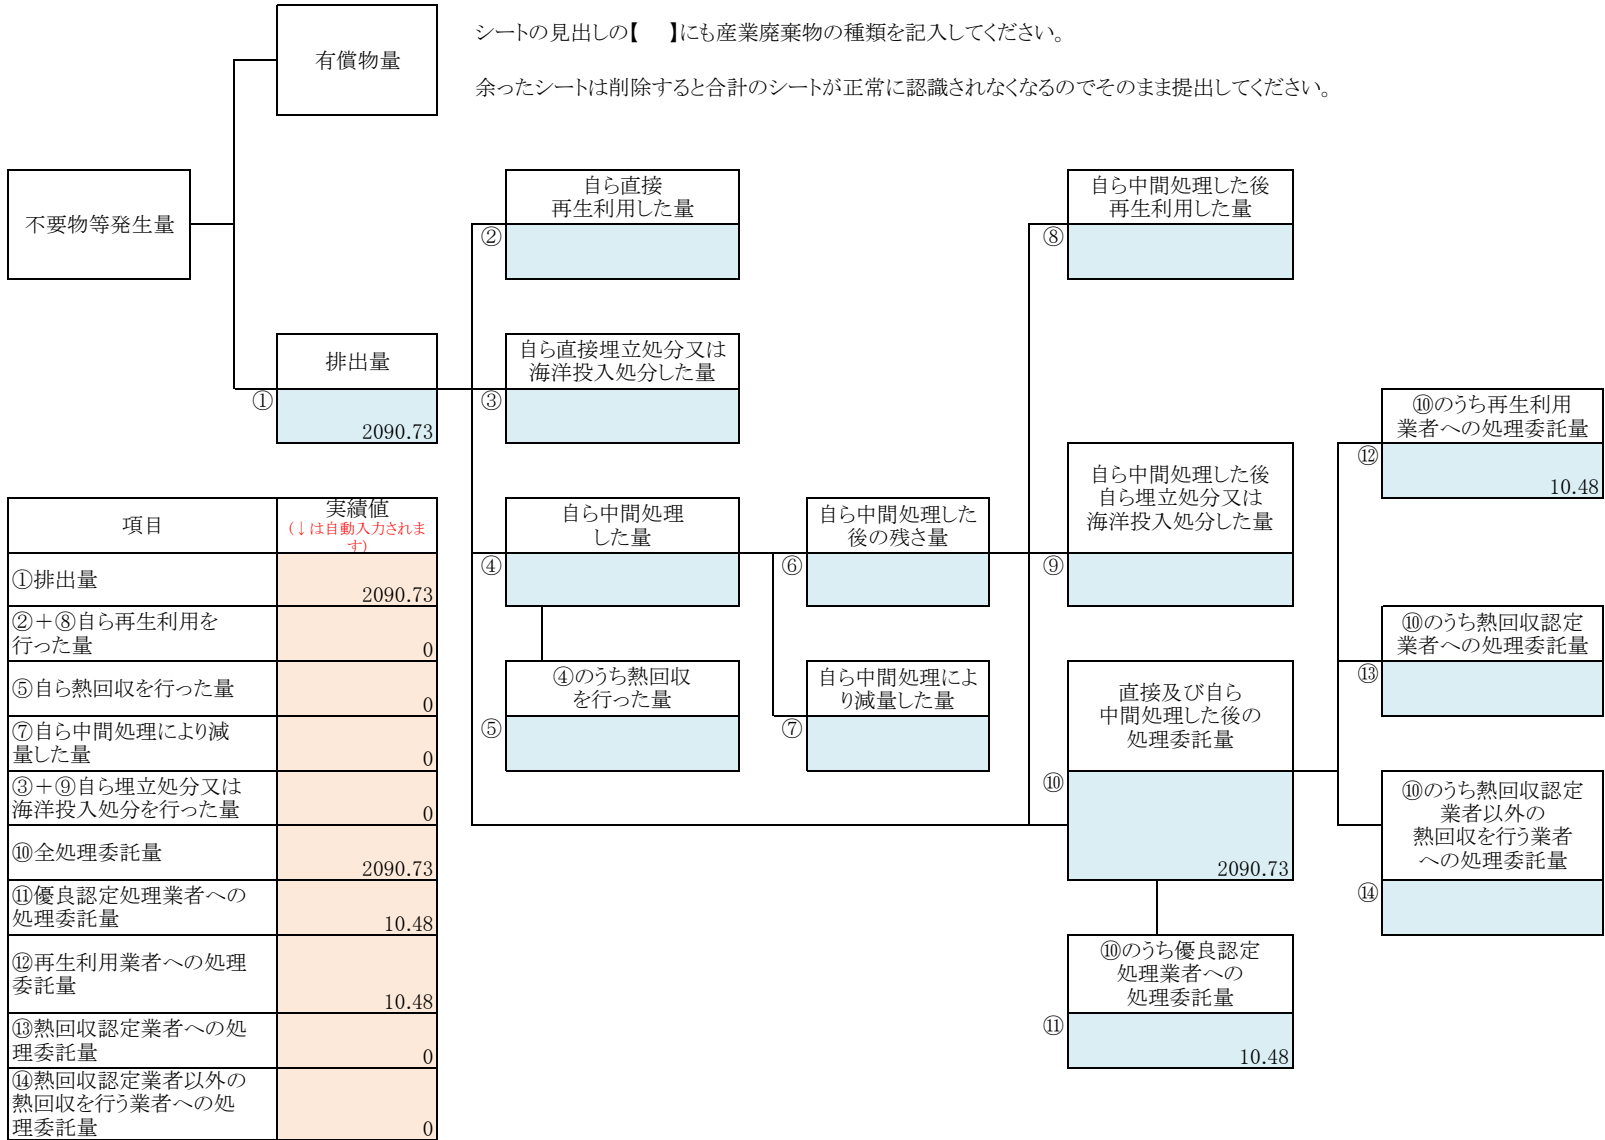 有償物量
シートの見出しの【　】にも産業廃棄物の種類を記入してください。
余ったシートは削除すると合計のシートが正常に認識されなくなるのでそのまま提出してください。
不要物等発生量
自ら直接
再生利用した量
②
自ら中間処理した後
再生利用した量
⑧
排出量
①
2090.73
自ら直接埋立処分又は
海洋投入処分した量
③
⑩のうち再生利用
業者への処理委託量
⑫
10.48
自ら中間処理
した量
④
自ら中間処理した
後の残さ量
⑥
自ら中間処理した後
自ら埋立処分又は
海洋投入処分した量
⑨
⑩のうち熱回収認定
業者への処理委託量
⑬
④のうち熱回収
を行った量
⑤
自ら中間処理によ
り減量した量
⑦
直接及び自ら
中間処理した後の
処理委託量
⑩
2090.73
⑩のうち熱回収認定
業者以外の
熱回収を行う業者
への処理委託量
⑭
⑩のうち優良認定
処理業者への
処理委託量
⑪
10.48
項目
実績値
(↓は自動入力されま
す)
①排出量
2090.73
②＋⑧自ら再生利用を
行った量
0
⑤自ら熱回収を行った量
0
⑦自ら中間処理により減
量した量
0
③＋⑨自ら埋立処分又は
海洋投入処分を行った量
0
⑩全処理委託量
2090.73
⑪優良認定処理業者への
処理委託量
10.48
⑫再生利用業者への処理
委託量
10.48
⑬熱回収認定業者への処
理委託量
0
⑭熱回収認定業者以外の
熱回収を行う業者への処
理委託量
0